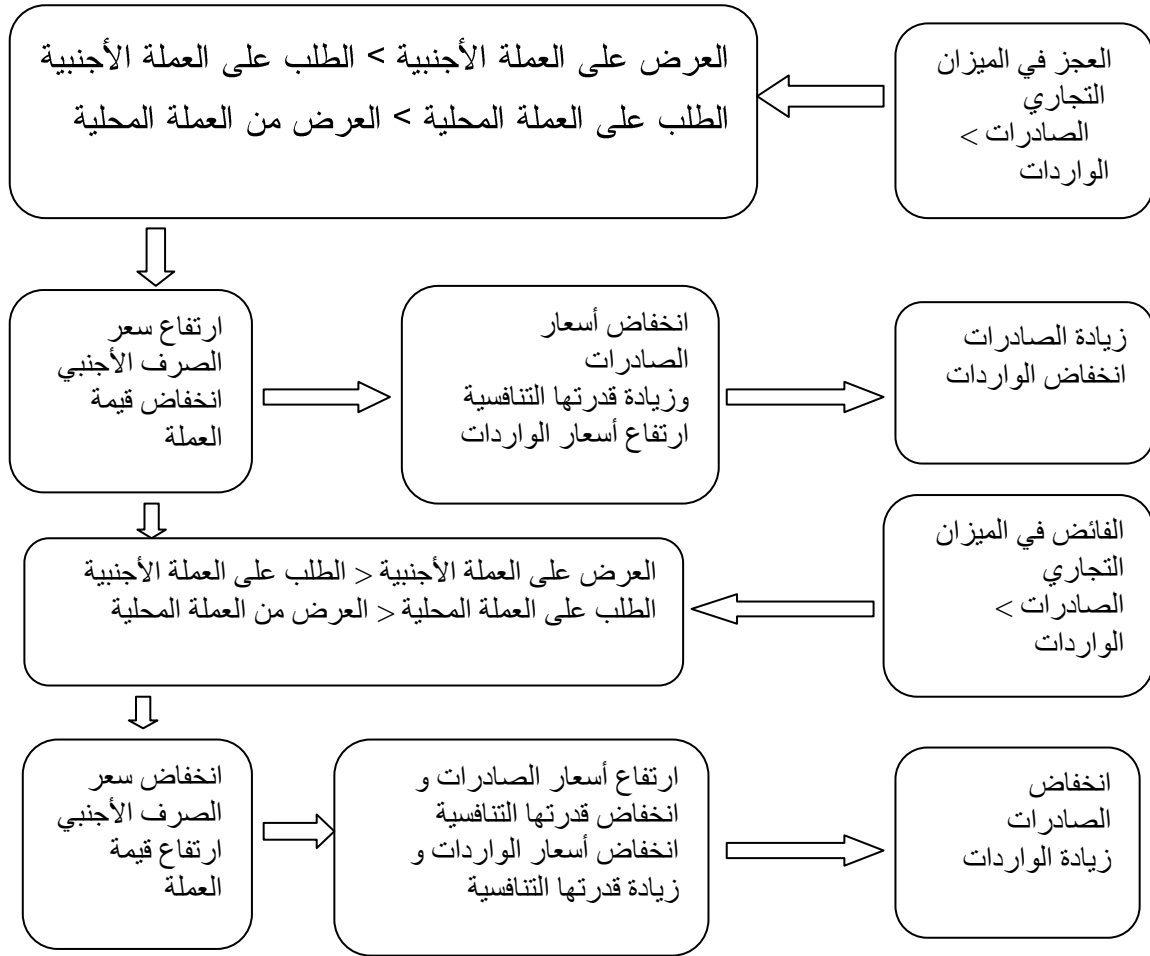 العجز في الميزان
التجاري
الصادرات <
الواردات
العرض على العملة الأجنبية < الطلب على العملة الأجنبية
الطلب على العملة المحلية < العرض من العملة المحلية
ارتفاع سعر
الصرف الأجنبي
انخفاض قيمة
العملة
انخفاض أسعار
الصادرات
وزيادة قدرتها التنافسية
ارتفاع أسعار الواردات
زيادة الصادرات
انخفاض الواردات
الفائض في الميزان
التجاري
الصادرات <
الواردات
العرض على العملة الأجنبية > الطلب على العملة الأجنبية
الطلب على العملة المحلية > العرض من العملة المحلية
انخفاض سعر
الصرف الأجنبي
ارتفاع قيمة
العملة
ارتفاع أسعار الصادرات و
انخفاض قدرتها التنافسية
انخفاض أسعار الواردات و
زيادة قدرتها التنافسية
انخفاض
الصادرات
زيادة الواردات